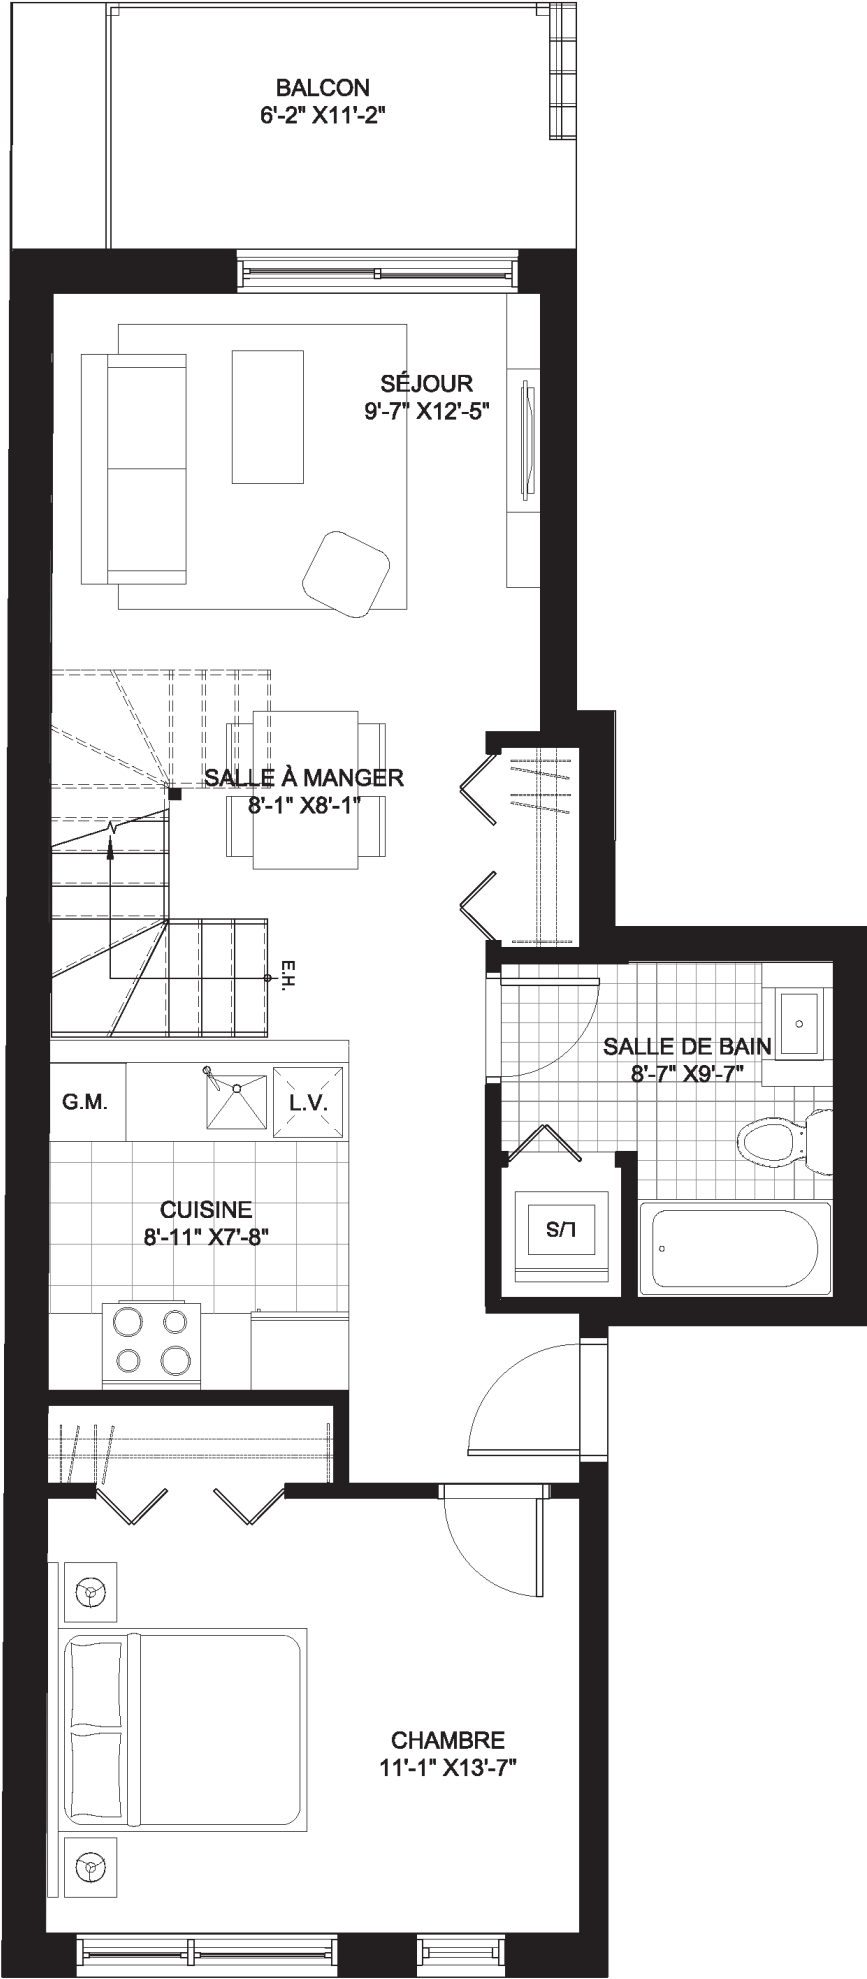 BALCON
6'-2" X11'-2"
SÉJOUR
9'-7" X12'-5"
SALLE À MANGER
8'-1" X8'-1"
E.H.
SALLE DE BAIN
8'-7" X9'-7"
G.M.
L.V.
CUISINE
8'-11" X7'-8"
L/S
CHAMBRE
11'-1" X13'-7"